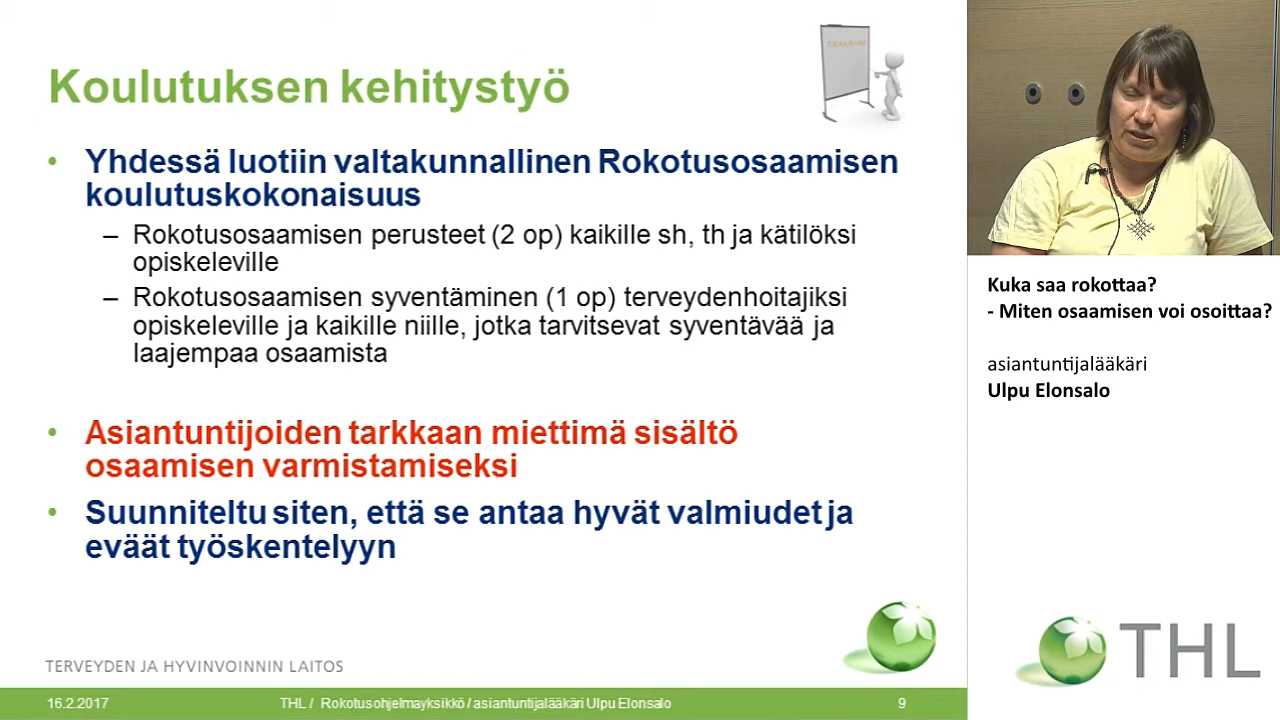 Koulutuksen kehitystyö
• Yhdessä luotiin valtakunnallinen Rokotusosaamisen
koulutuskokonaisuus
– Rokotusosaamisen perusteet (2 op) kaikille sh, th ja kätilöksi
opiskeleville
– Rokotusosaamisen syventäminen (1 op) terveydenhoitajiksi
opiskeleville ja kaikille niille, jotka tarvitsevat syventävää ja
laajempaa osaamista
• Asiantuntijoiden tarkkaan miettimä sisältö
osaamisen varmistamiseksi
• Suunniteltu siten, että se antaa hyvät valmiudet ja
eväät työskentelyyn
TERVEYDEN JA HYVINVOINNIN LAITOS
16.2.2017
THL / Rokotusohjelmayksikkö / asiantuntijalääkäri Ulpu Elonsalo
9
Kuka saa rokottaa?
- Miten osaamisen voi osoittaa?
asiantuntijalääkäri
Ulpu Elonsalo
THL